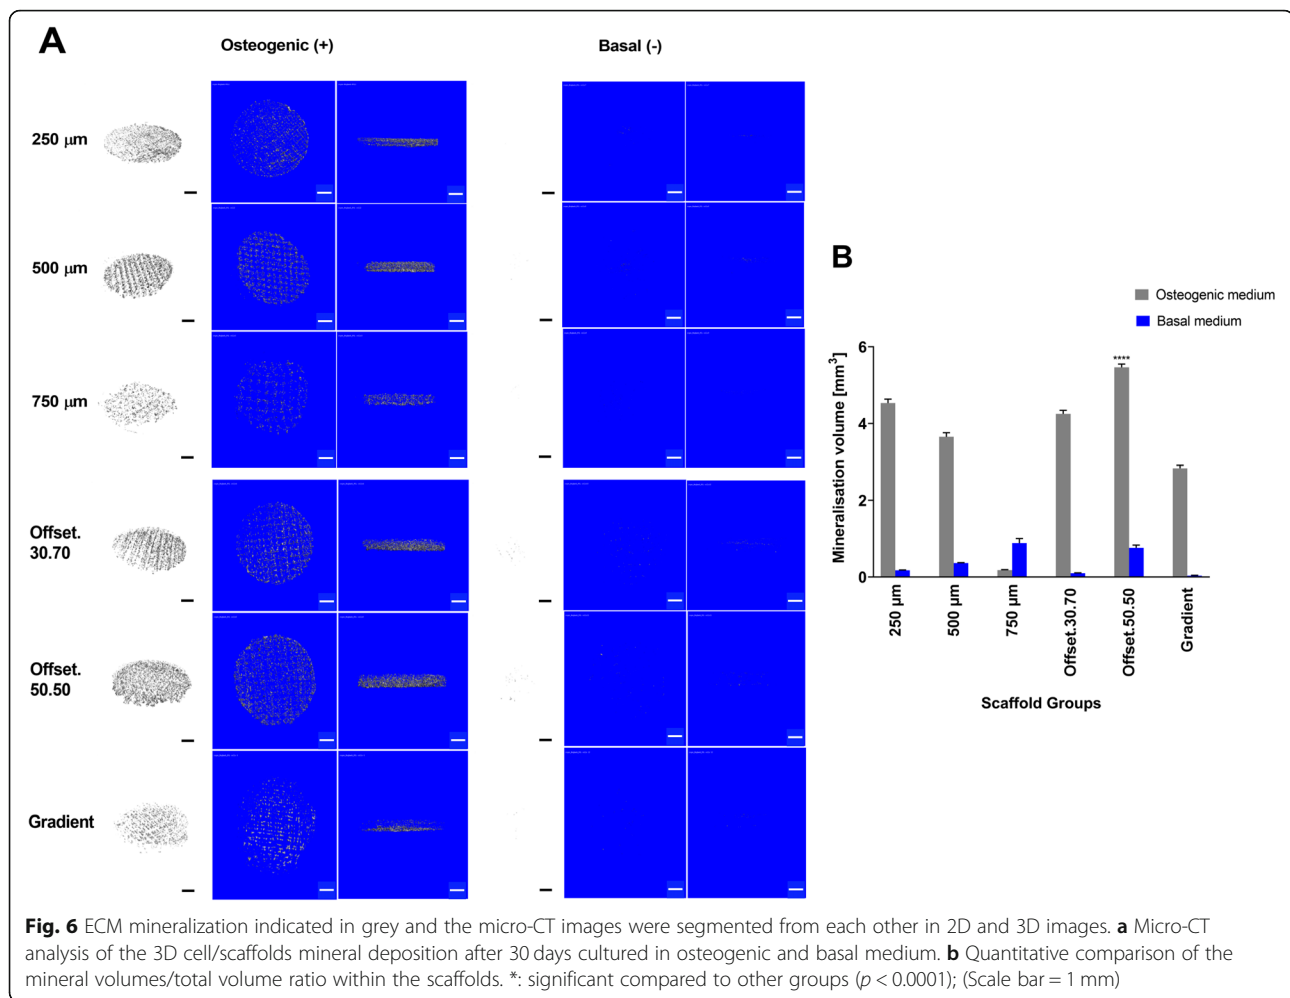 A
Osteogenic (+)
Basal (-)
250 μm
500 μm
750 μm
Offset.
30.70
Offset.
50.50
Gradient
B
Osteogenic medium
Basal medium
Mineralisation volume [mm³]
6
4
2
0
****
250 μm
500 μm
750 μm
Offset.30.70
Offset.50.50
Gradient
Scaffold Groups
Fig. 6 ECM mineralization indicated in grey and the micro-CT images were segmented from each other in 2D and 3D images. a Micro-CT
analysis of the 3D cell/scaffolds mineral deposition after 30 days cultured in osteogenic and basal medium. b Quantitative comparison of the
mineral volumes/total volume ratio within the scaffolds. *: significant compared to other groups (p < 0.0001); (Scale bar = 1 mm)